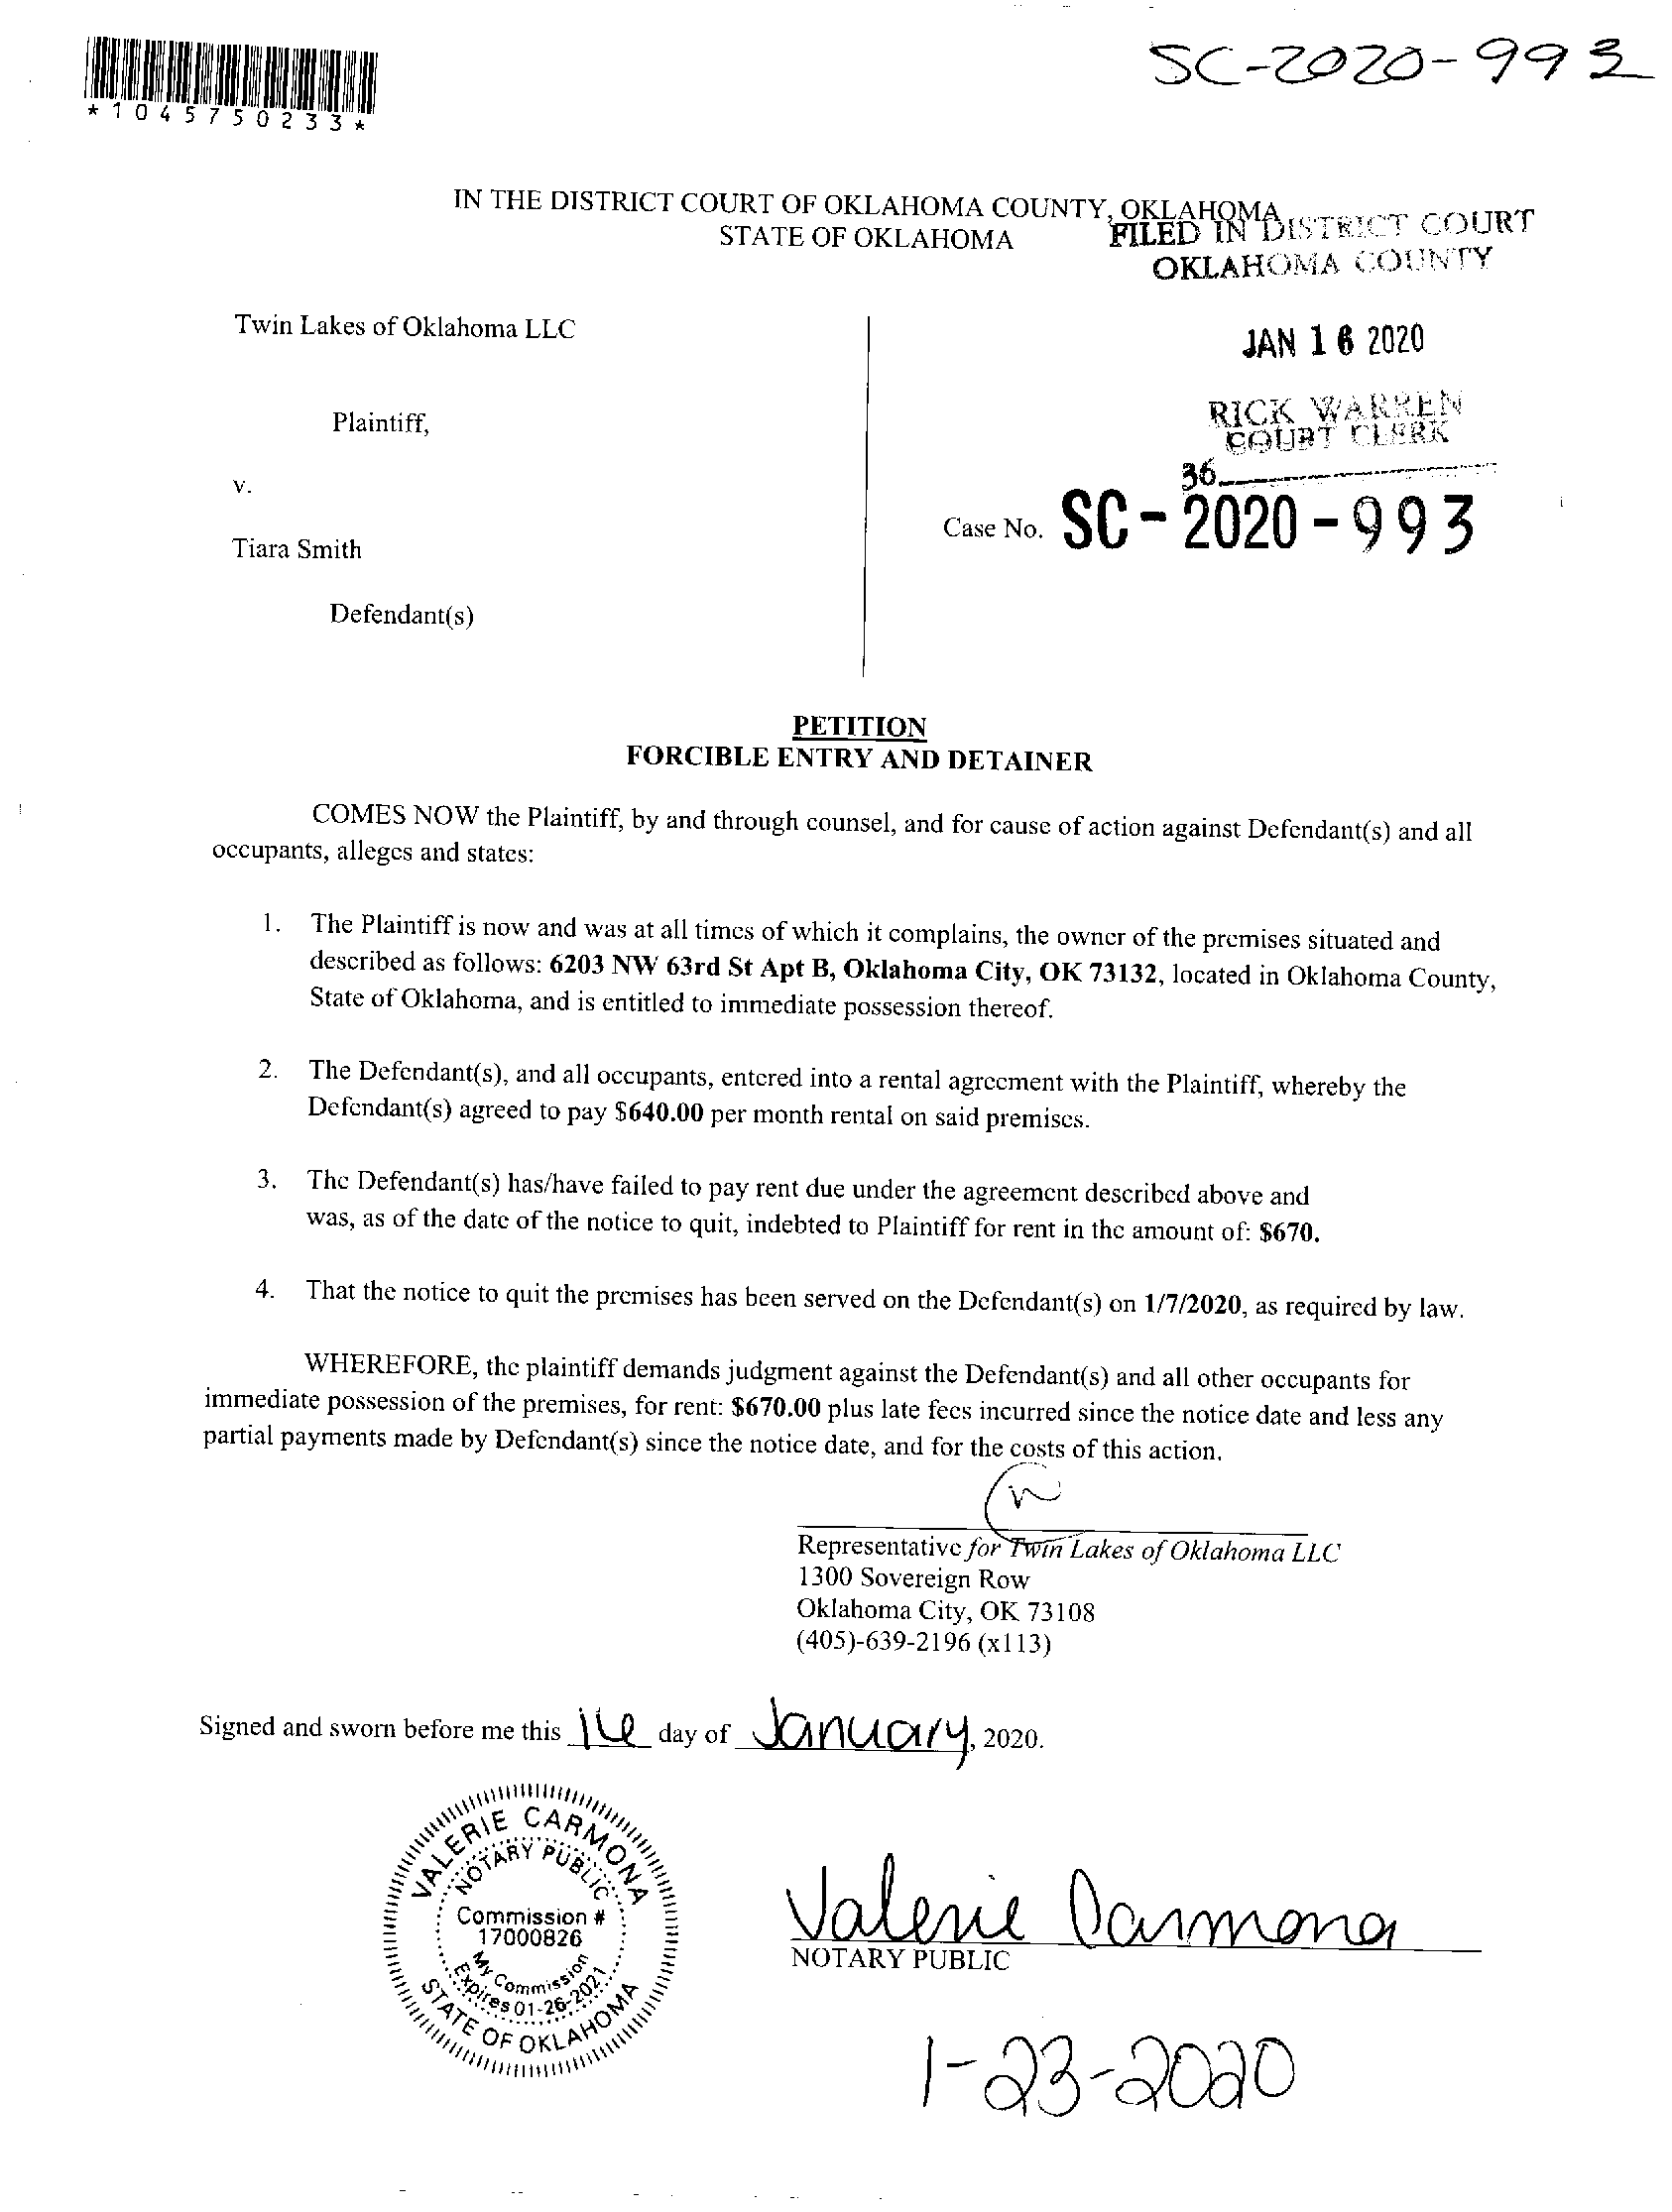 SC-2020-993
*1045750233*
IN THE DISTRICT COURT OF OKLAHOMA COUNTY, OKLAHOMA
STATE OF OKLAHOMA
FILED IN DISTRICT COURT
OKLAHOMA COUNTY
Twin Lakes of Oklahoma LLC
JAN 16 2020
Plaintiff,
RICK WARREN
COURT CLERK
36
v.
Case No. SC-2020-993
Tiara Smith
Defendant(s)
PETITION
FORCIBLE ENTRY AND DETAINER
COMES NOW the Plaintiff, by and through counsel, and for cause of action against Defendant(s) and all
occupants, alleges and states:
1. The Plaintiff is now and was at all times of which it complains, the owner of the premises situated and
described as follows: 6203 NW 63rd St Apt B, Oklahoma City, OK 73132, located in Oklahoma County,
State of Oklahoma, and is entitled to immediate possession thereof.
2. The Defendant(s), and all occupants, entered into a rental agreement with the Plaintiff, whereby the
Defendant(s) agreed to pay $640.00 per month rental on said premises.
3. The Defendant(s) has/have failed to pay rent due under the agreement described above and
was, as of the date of the notice to quit, indebted to Plaintiff for rent in the amount of: $670.
4. That the notice to quit the premises has been served on the Defendant(s) on 1/7/2020, as required by law.
WHEREFORE, the plaintiff demands judgment against the Defendant(s) and all other occupants for
immediate possession of the premises, for rent: $670.00 plus late fees incurred since the notice date and less any
partial payments made by Defendant(s) since the notice date, and for the costs of this action.
Representative for Twin Lakes of Oklahoma LLC
1300 Sovereign Row
Oklahoma City, OK 73108
(405)-639-2196 (x113)
Signed and sworn before me this 16 day of January, 2020.
VALERIE CARMONA
NOTARY PUBLIC
Commission #
17000826
My Commission
Expires 01-26-2021
STATE OF OKLAHOMA
Valerie Carmona
NOTARY PUBLIC
1-23-2020